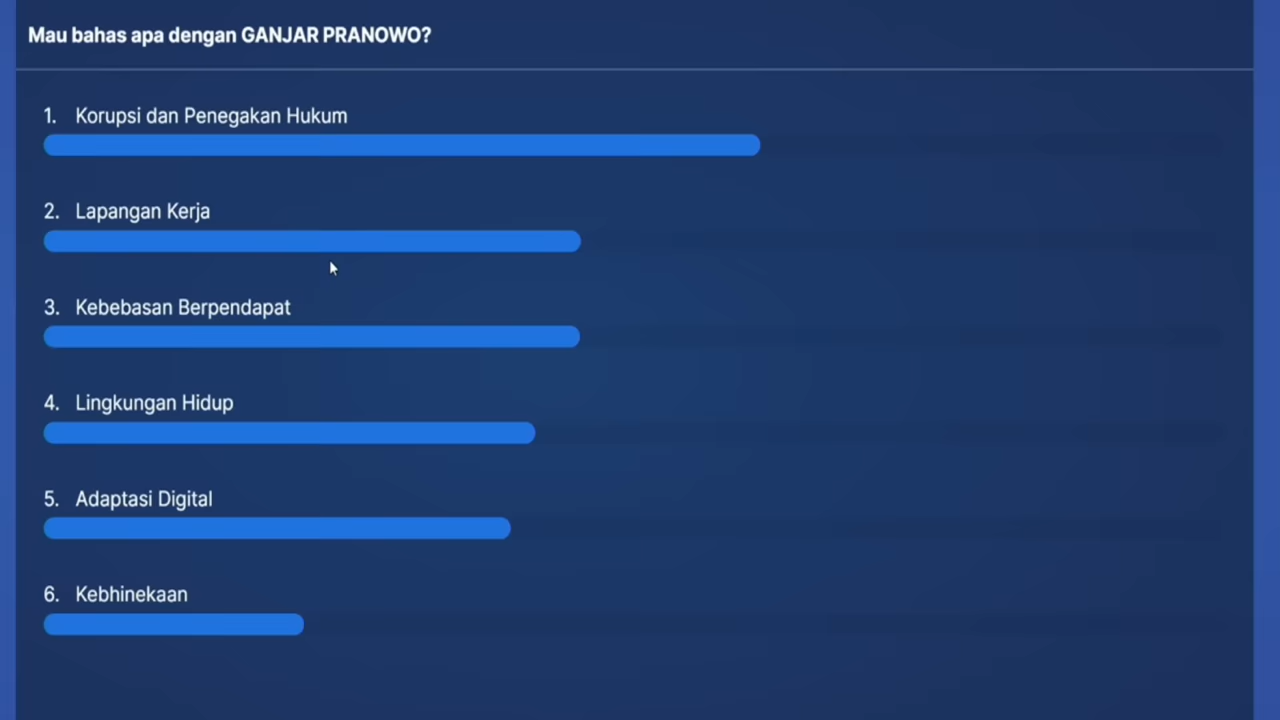 Mau bahas apa dengan GANJAR PRANOWO?
1. Korupsi dan Penegakan Hukum
2. Lapangan Kerja
3. Kebebasan Berpendapat
4. Lingkungan Hidup
5. Adaptasi Digital
6. Kebhinekaan